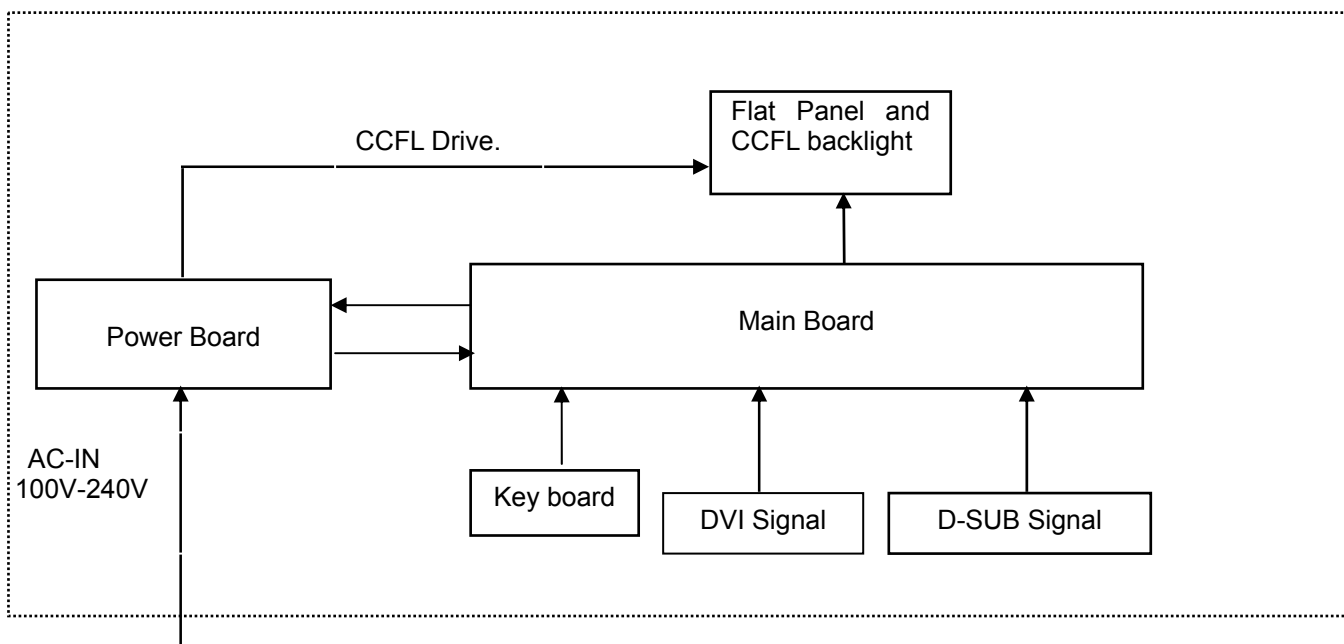 Flat Panel and
CCFL backlight
CCFL Drive.
Power Board
Main Board
AC-IN
100V-240V
Key board
DVI Signal
D-SUB Signal